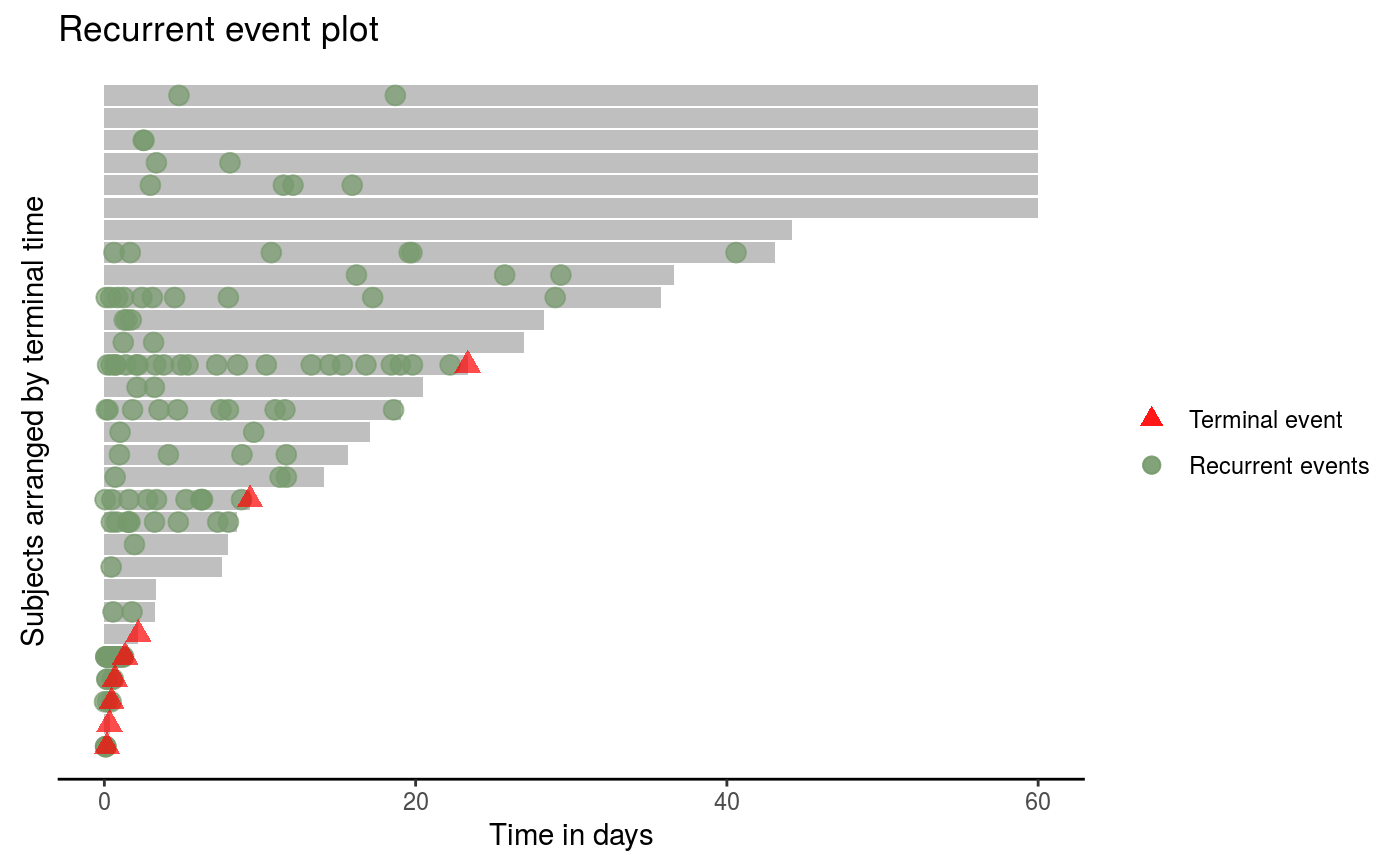 Recurrent event plot
Subjects arranged by terminal time
Terminal event
Recurrent events
0 20 40 60
Time in days